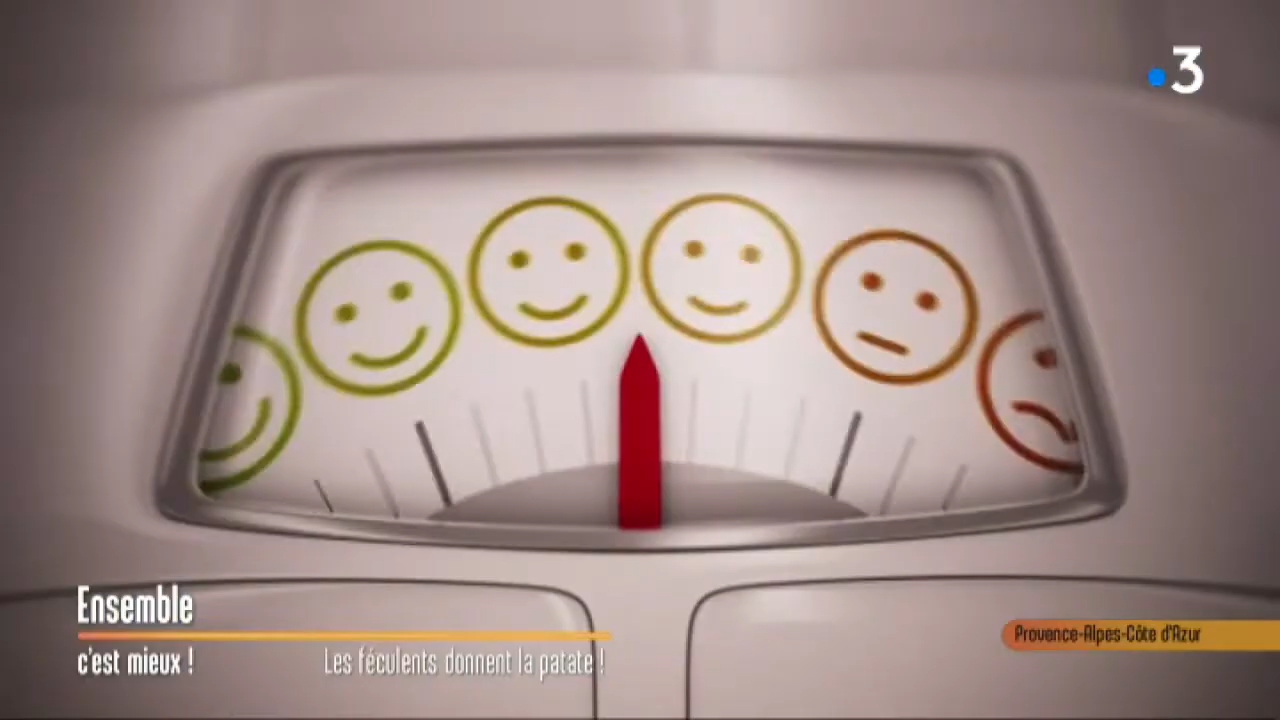 3
Ensemble
c'est mieux !
Les féculents donnent la patate !
Provence-Alpes-Côte d'Azur